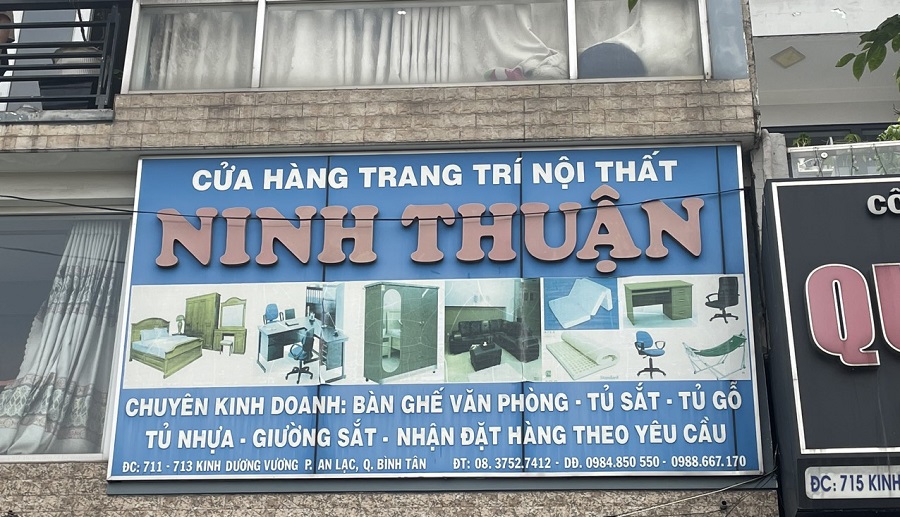 CỬA HÀNG TRANG TRÍ NỘI THẤT
NINH THUẬN
CHUYÊN KINH DOANH: BÀN GHẾ VĂN PHÒNG - TỦ SẮT - TỦ GỖ
TỦ NHỰA - GIƯỜNG SẮT - NHẬN ĐẶT HÀNG THEO YÊU CẦU
ĐC: 711 - 713 KINH DƯƠNG VƯƠNG P. AN LẠC, Q. BÌNH TÂN ĐT: 08. 3752.7412 - DĐ. 0984.850 550 - 0988.667.170
CÔ
QU
ĐC: 715 KINH